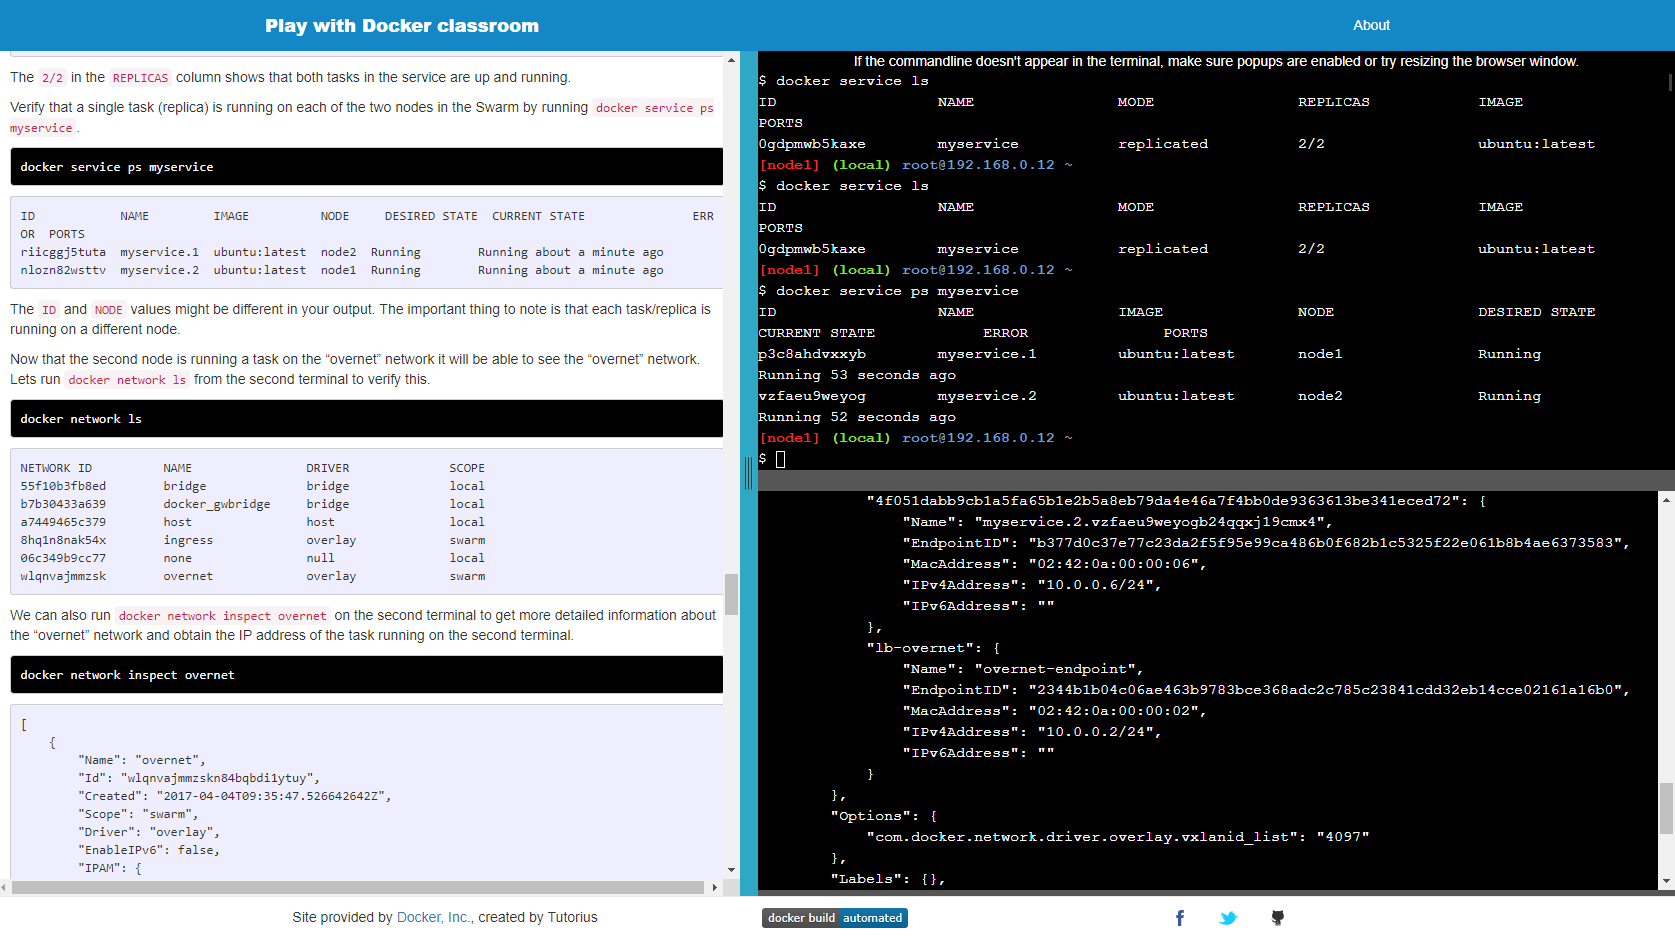 Play with Docker classroom
About
The 2/2 in the REPLICAS column shows that both tasks in the service are up and running.
Verify that a single task (replica) is running on each of the two nodes in the Swarm by running docker service ps
myservice .
docker service ps myservice
ID NAME IMAGE NODE DESIRED STATE CURRENT STATE ERR
OR PORTS
riicggj5tuta myservice.1 ubuntu:latest node2 Running Running about a minute ago
nlozn82wsttv myservice.2 ubuntu:latest node1 Running Running about a minute ago
The ID and NODE values might be different in your output. The important thing to note is that each task/replica is
running on a different node.
Now that the second node is running a task on the “overnet” network it will be able to see the “overnet” network.
Lets run docker network ls from the second terminal to verify this.
docker network ls
NETWORK ID NAME DRIVER SCOPE
55f10b3fb8ed bridge bridge local
b7b30433a639 docker_gwbridge bridge local
a7449465c379 host host local
8hq1n8nak54x ingress overlay swarm
06c349b9cc77 none null local
wlqnvajmmzsk overnet overlay swarm
We can also run docker network inspect overnet on the second terminal to get more detailed information about
the “overnet” network and obtain the IP address of the task running on the second terminal.
docker network inspect overnet
[
{
"Name": "overnet",
"Id": "wlqnvajmmzskn84bqbdi1ytuy",
"Created": "2017-04-04T09:35:47.526642642Z",
"Scope": "swarm",
"Driver": "overlay",
"EnableIPv6": false,
"IPAM": {
If the commandline doesn't appear in the terminal, make sure popups are enabled or try resizing the browser window.
$ docker service ls
ID NAME MODE REPLICAS IMAGE
PORTS
0gdpmwb5kaxe myservice replicated 2/2 ubuntu:latest
[node1] (local) root@192.168.0.12 ~
$ docker service ls
ID NAME MODE REPLICAS IMAGE
PORTS
0gdpmwb5kaxe myservice replicated 2/2 ubuntu:latest
[node1] (local) root@192.168.0.12 ~
$ docker service ps myservice
ID NAME IMAGE NODE DESIRED STATE
CURRENT STATE ERROR PORTS
p3c8ahdvxxyb myservice.1 ubuntu:latest node1 Running
Running 53 seconds ago
vzfaeu9weyog myservice.2 ubuntu:latest node2 Running
Running 52 seconds ago
[node1] (local) root@192.168.0.12 ~
$
"4f051dabb9cb1a5fa65b1e2b5a8eb79da4e46a7f4bb0de9363613be341eced72": {
"Name": "myservice.2.vzfaeu9weyogb24qqxj19cmx4",
"EndpointID": "b377d0c37e77c23da2f5f95e99ca486b0f682b1c5325f22e061b8b4ae6373583",
"MacAddress": "02:42:0a:00:00:06",
"IPv4Address": "10.0.0.6/24",
"IPv6Address": ""
},
"lb-overnet": {
"Name": "overnet-endpoint",
"EndpointID": "2344b1b04c06ae463b9783bce368adc2c785c23841cdd32eb14cce02161a16b0",
"MacAddress": "02:42:0a:00:00:02",
"IPv4Address": "10.0.0.2/24",
"IPv6Address": ""
}
},
"Options": {
"com.docker.network.driver.overlay.vxlanid_list": "4097"
},
"Labels": {},
Site provided by Docker, Inc., created by Tutorius
docker build automated